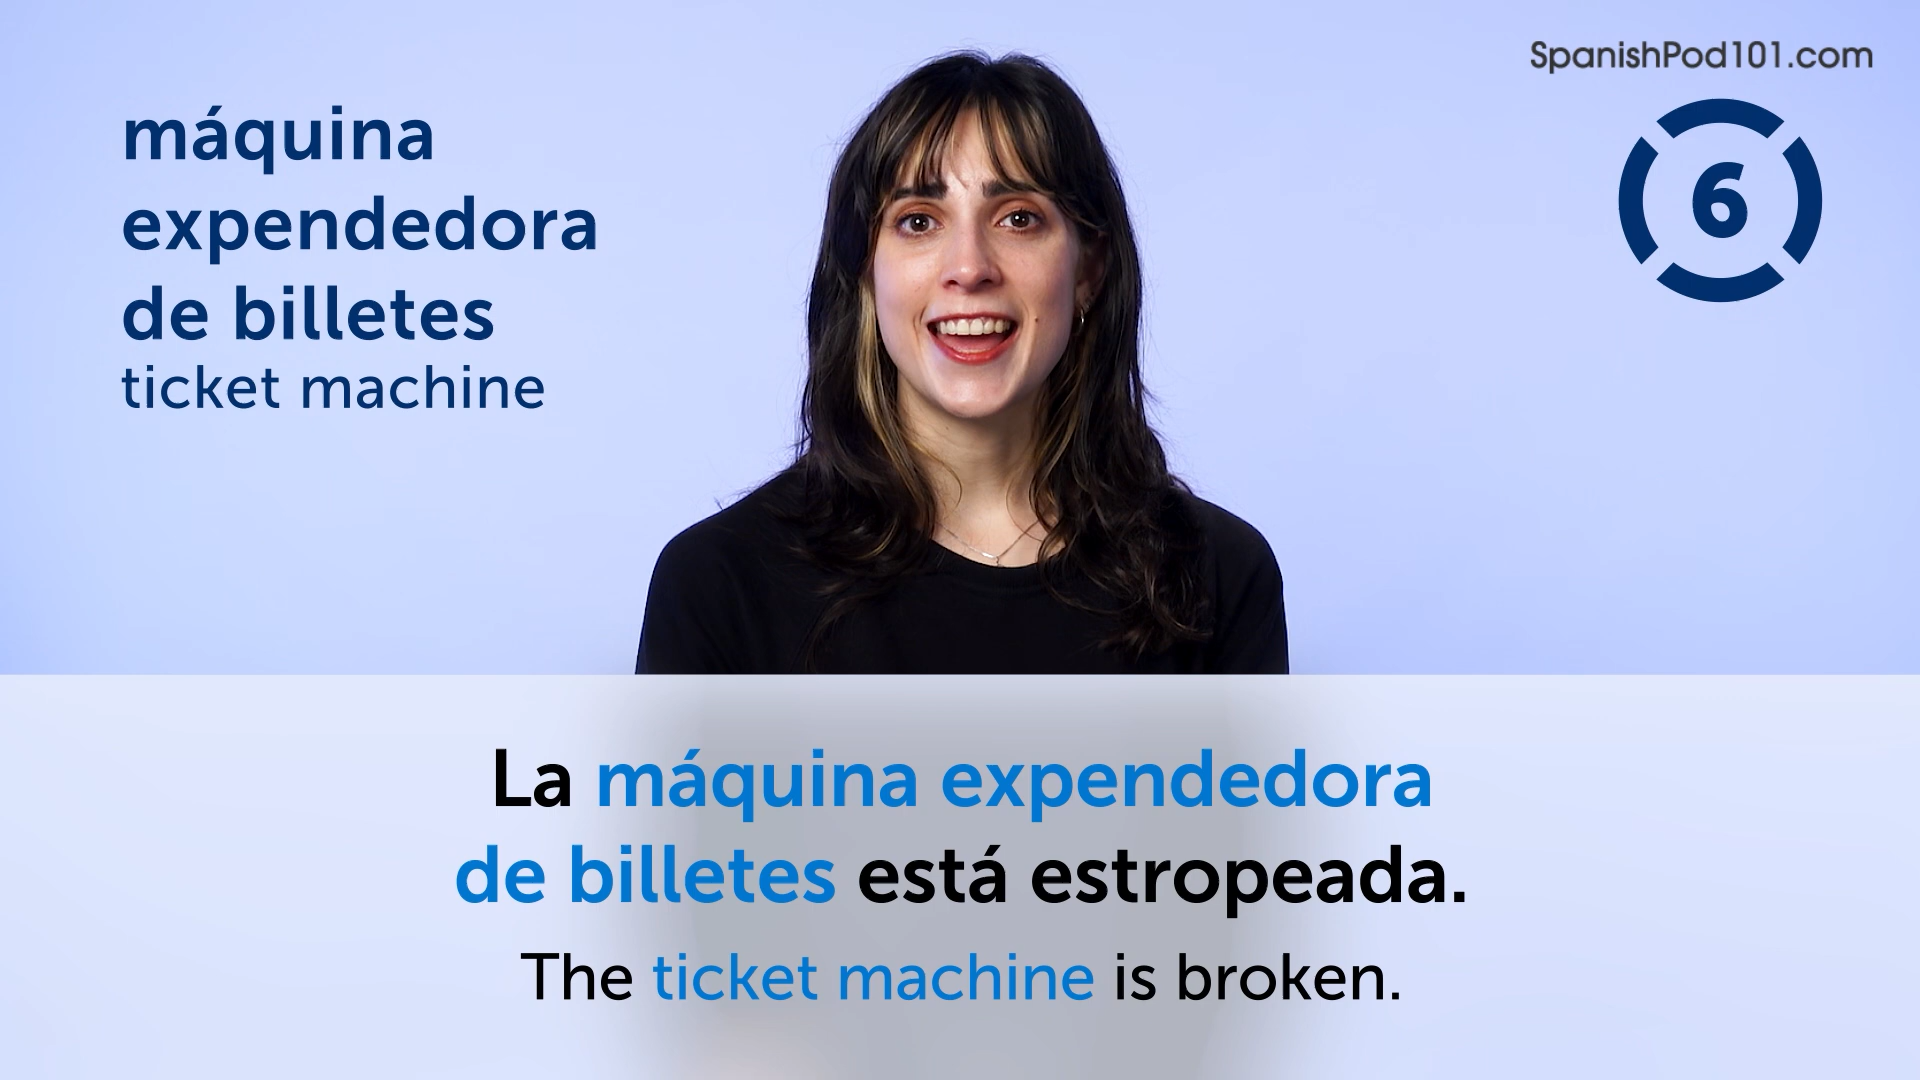 SpanishPod101.com
máquina
expendedora
de billetes
ticket machine
6
La máquina expendedora
de billetes está estropeada.
The ticket machine is broken.